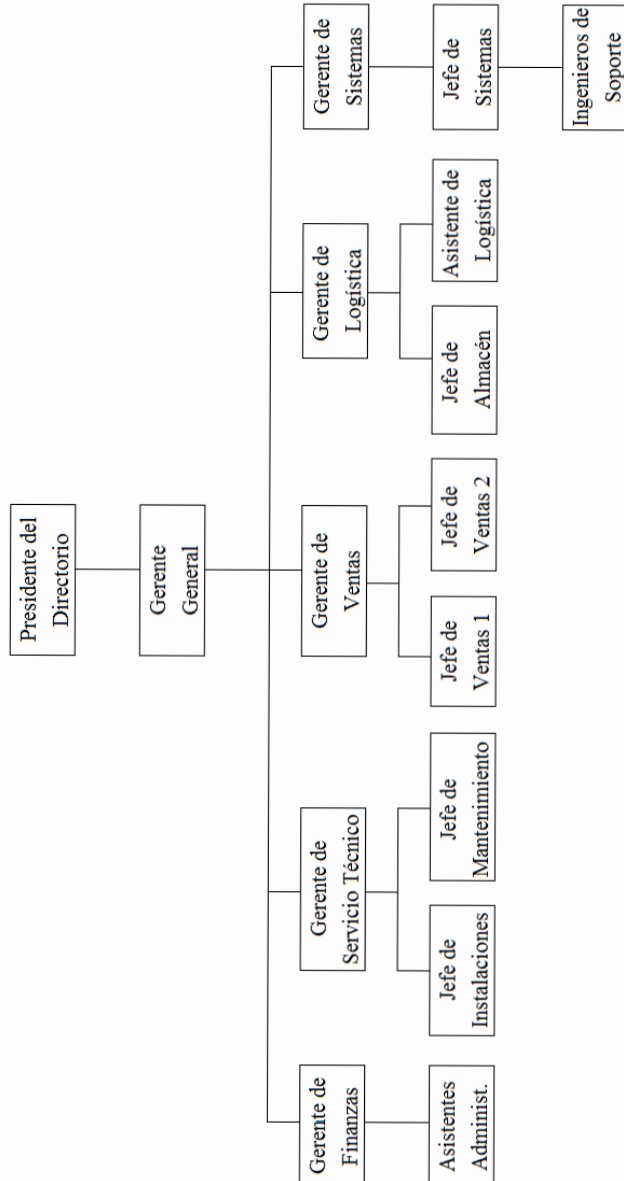 Presidente del
Directorio
Gerente
General
Gerente de
Finanzas
Gerente de
Servicio Técnico
Gerente de
Ventas
Gerente de
Logística
Gerente de
Sistemas
Asistentes
Administ.
Jefe de
Instalaciones
Jefe de
Mantenimiento
Jefe de
Ventas 1
Jefe de
Ventas 2
Jefe de
Almacén
Asistente de
Logística
Jefe de
Sistemas
Ingenieros de
Soporte